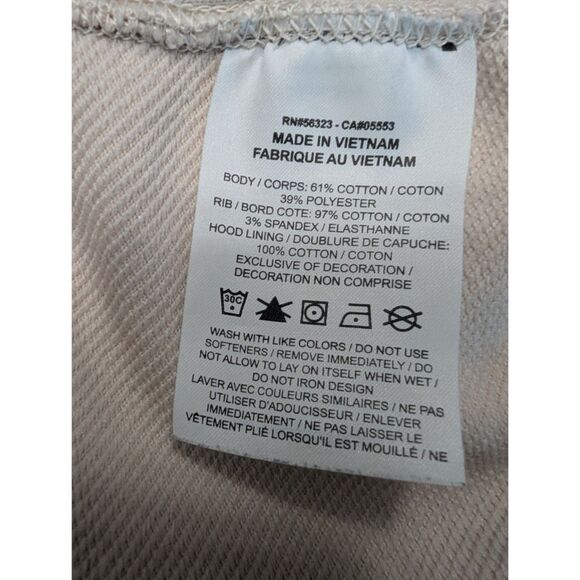 RN#56323 - CA#05553
MADE IN VIETNAM
FABRIQUE AU VIETNAM
BODY / CORPS: 61% COTTON / COTON
39% POLYESTER
RIB / BORD COTE: 97% COTTON / COTON
3% SPANDEX / ELASTHANNE
HOOD LINING / DOUBLURE DE CAPUCHE:
100% COTTON / COTON
EXCLUSIVE OF DECORATION /
DECORATION NON COMPRISE
30C
WASH WITH LIKE COLORS / DO NOT USE
SOFTENERS / REMOVE IMMEDIATELY / DO
NOT ALLOW TO LAY ON ITSELF WHEN WET /
DO NOT IRON DESIGN
LAVER AVEC COULEURS SIMILAIRES / NE PAS
UTILISER D'ADOUCISSEUR / ENLEVER
IMMEDIATEMENT / NE PAS LAISSER LE
VÊTEMENT PLIÉ LORSQU'IL EST MOUILLÉ / NE